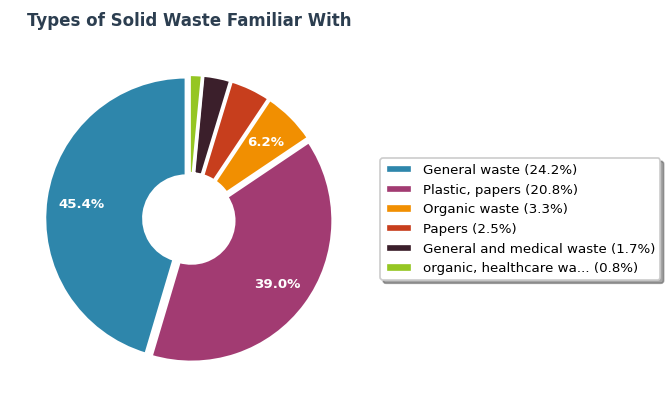 Types of Solid Waste Familiar With
6.2%
45.4%
39.0%
General waste (24.2%)
Plastic, papers (20.8%)
Organic waste (3.3%)
Papers (2.5%)
General and medical waste (1.7%)
organic, healthcare wa... (0.8%)